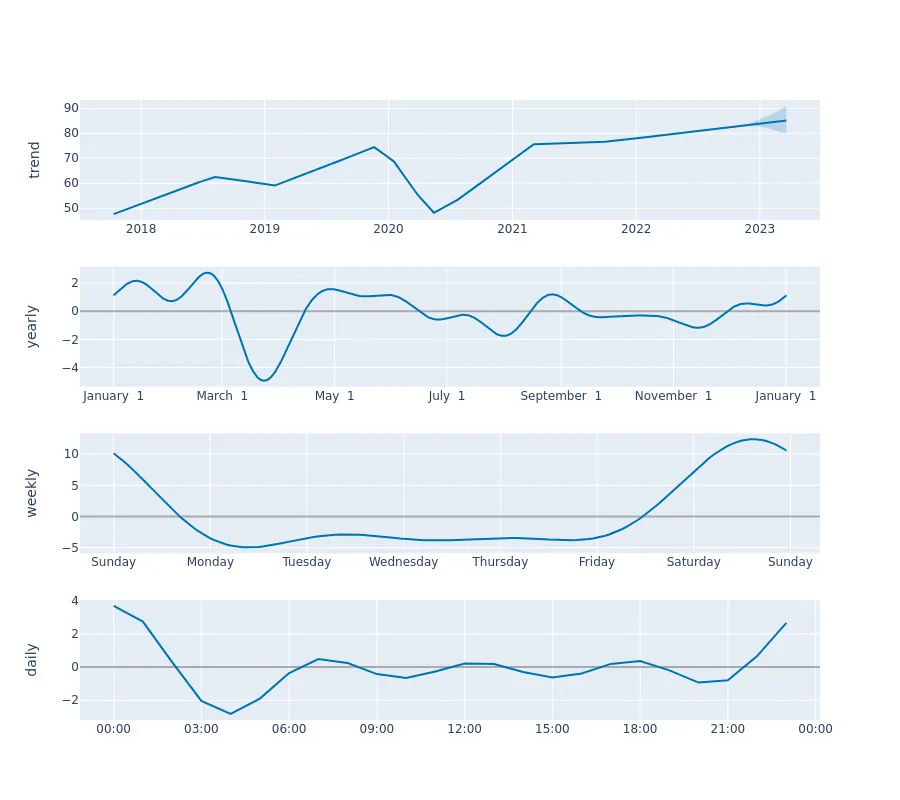 trend
90
80
70
60
50
2018 2019 2020 2021 2022 2023
yearly
2
0
−2
−4
January 1 March 1 May 1 July 1 September 1 November 1 January 1
weekly
10
5
0
−5
Sunday Monday Tuesday Wednesday Thursday Friday Saturday Sunday
daily
4
2
0
−2
00:00 03:00 06:00 09:00 12:00 15:00 18:00 21:00 00:00